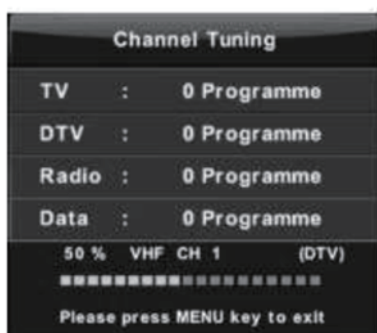 Channel Tuning
TV : 0 Programme
DTV : 0 Programme
Radio : 0 Programme
Data : 0 Programme
50 % VHF CH 1 (DTV)
Please press MENU key to exit